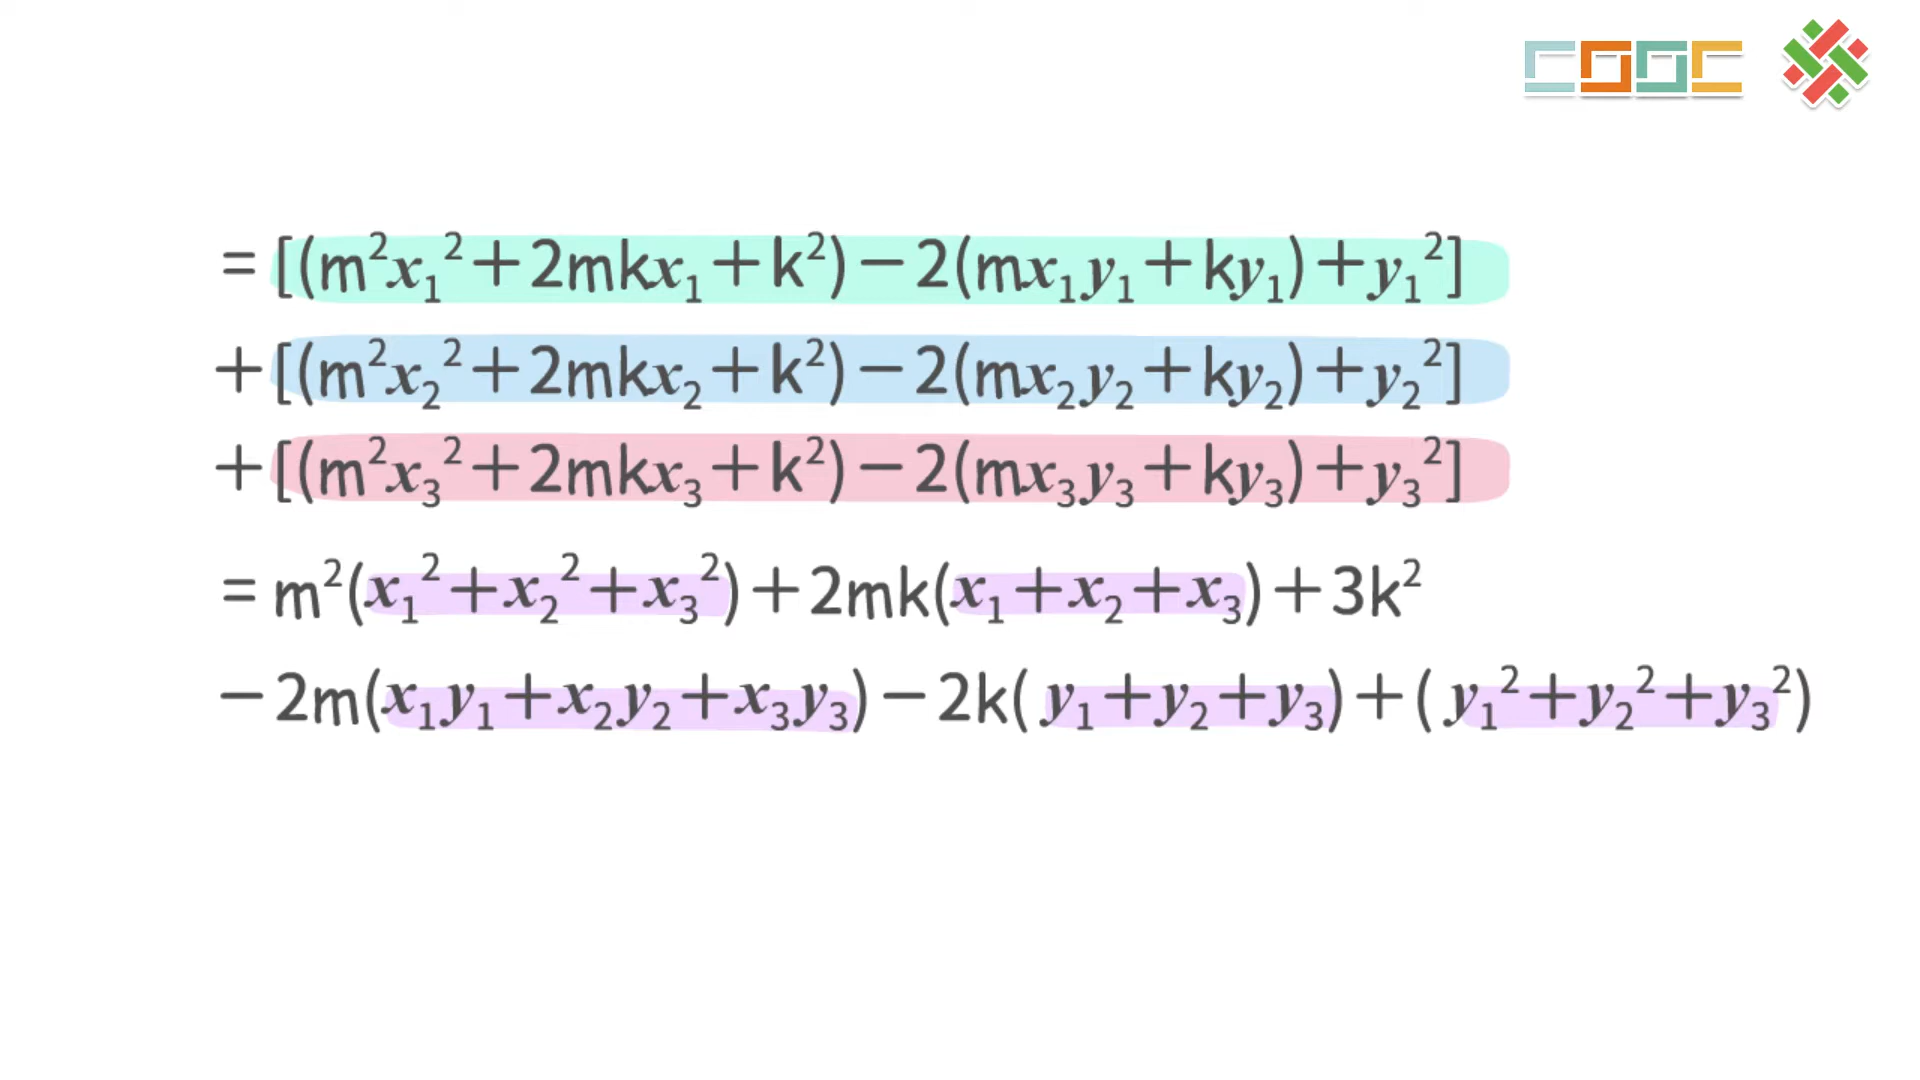 COOC
=[(m²x₁²+2mkx₁+k²)−2(mx₁y₁+ky₁)+y₁²]
+[(m²x₂²+2mkx₂+k²)−2(mx₂y₂+ky₂)+y₂²]
+[(m²x₃²+2mkx₃+k²)−2(mx₃y₃+ky₃)+y₃²]
=m²(x₁²+x₂²+x₃²)+2mk(x₁+x₂+x₃)+3k²
−2m(x₁y₁+x₂y₂+x₃y₃)−2k(y₁+y₂+y₃)+(y₁²+y₂²+y₃²)